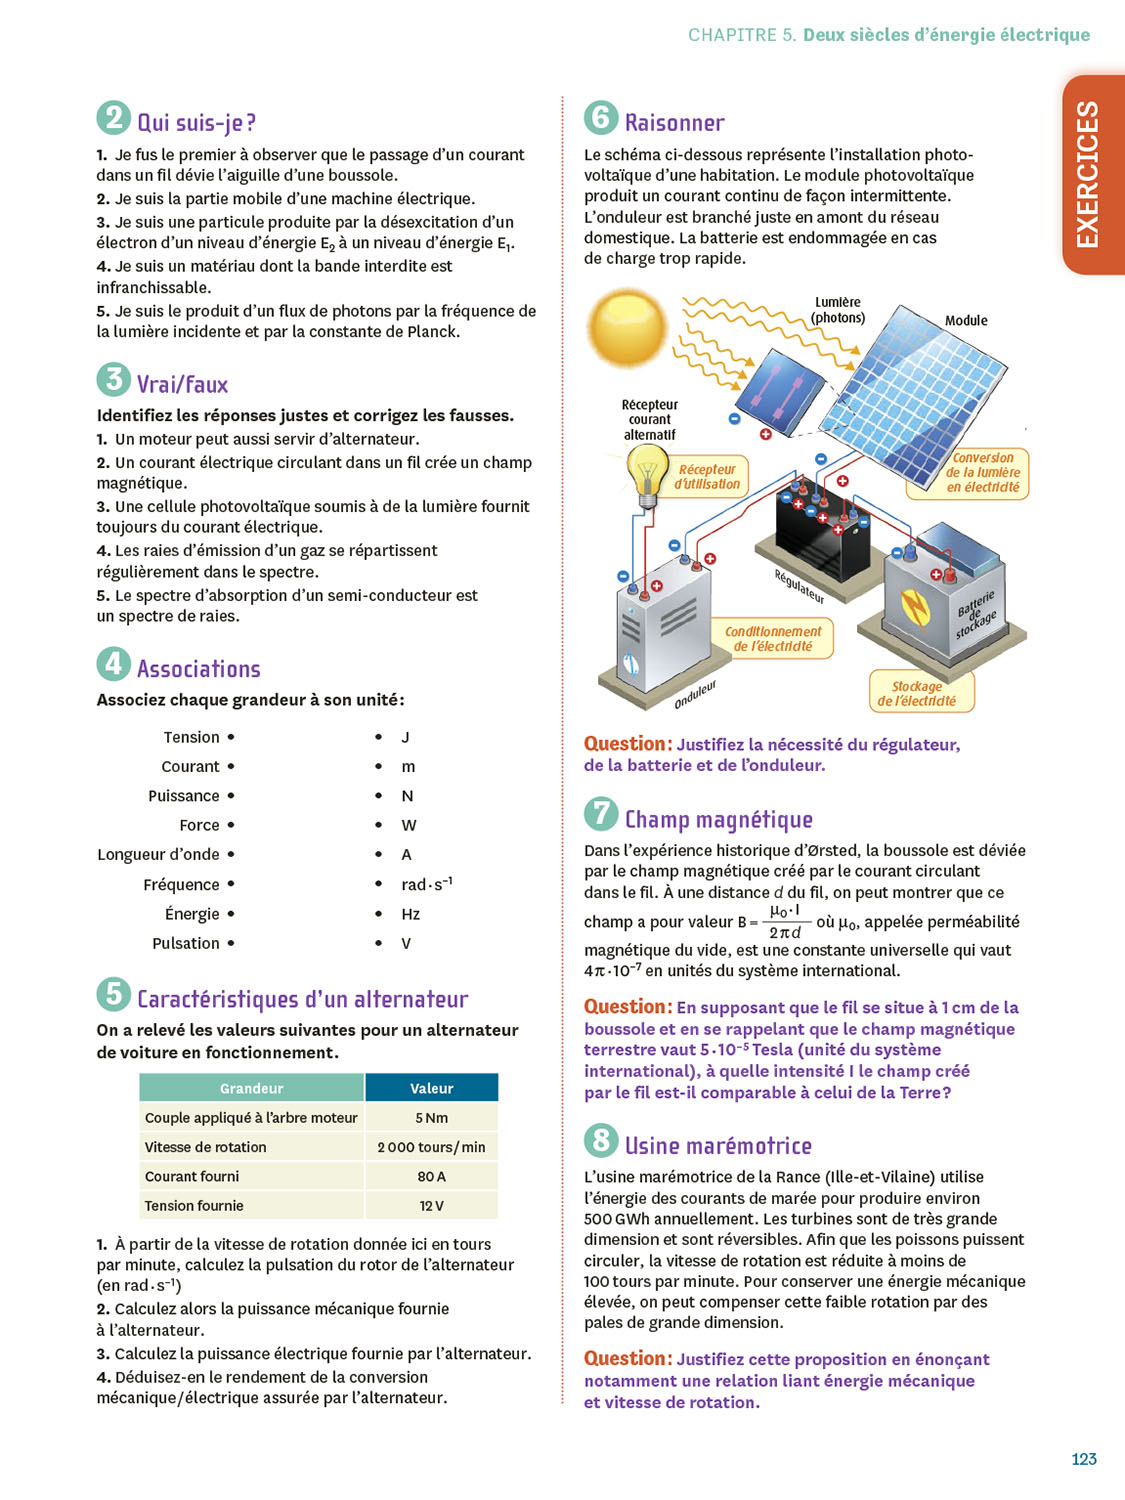 CHAPITRE 5. Deux siècles d’énergie électrique
EXERCICES
2 Qui suis-je ?
1. Je fus le premier à observer que le passage d’un courant
dans un fil dévie l’aiguille d’une boussole.
2. Je suis la partie mobile d’une machine électrique.
3. Je suis une particule produite par la désexcitation d’un
électron d’un niveau d’énergie E₂ à un niveau d’énergie E₁.
4. Je suis un matériau dont la bande interdite est
infranchissable.
5. Je suis le produit d’un flux de photons par la fréquence de
la lumière incidente et par la constante de Planck.
3 Vrai/faux
Identifiez les réponses justes et corrigez les fausses.
1. Un moteur peut aussi servir d’alternateur.
2. Un courant électrique circulant dans un fil crée un champ
magnétique.
3. Une cellule photovoltaïque soumis à de la lumière fournit
toujours du courant électrique.
4. Les raies d’émission d’un gaz se répartissent
régulièrement dans le spectre.
5. Le spectre d’absorption d’un semi-conducteur est
un spectre de raies.
4 Associations
Associez chaque grandeur à son unité :
Tension • • J
Courant • • m
Puissance • • N
Force • • W
Longueur d’onde • • A
Fréquence • • rad·s⁻¹
Énergie • • Hz
Pulsation • • V
5 Caractéristiques d’un alternateur
On a relevé les valeurs suivantes pour un alternateur
de voiture en fonctionnement.
Grandeur Valeur
Couple appliqué à l’arbre moteur 5 Nm
Vitesse de rotation 2 000 tours/min
Courant fourni 80 A
Tension fournie 12 V
1. À partir de la vitesse de rotation donnée ici en tours
par minute, calculez la pulsation du rotor de l’alternateur
(en rad·s⁻¹)
2. Calculez alors la puissance mécanique fournie
à l’alternateur.
3. Calculez la puissance électrique fournie par l’alternateur.
4. Déduisez-en le rendement de la conversion
mécanique/électrique assurée par l’alternateur.
6 Raisonner
Le schéma ci-dessous représente l’installation photo-
voltaïque d’une habitation. Le module photovoltaïque
produit un courant continu de façon intermittente.
L’onduleur est branché juste en amont du réseau
domestique. La batterie est endommagée en cas
de charge trop rapide.
Lumière
(photons)
Module
Récepteur
courant
alternatif
Récepteur
d’utilisation
Conversion
de la lumière
en électricité
Régulateur
Batterie
de
stockage
Conditionnement
de l’électricité
Onduleur
Stockage
de l’électricité
Question : Justifiez la nécessité du régulateur,
de la batterie et de l’onduleur.
7 Champ magnétique
Dans l’expérience historique d’Ørsted, la boussole est déviée
par le champ magnétique créé par le courant circulant
dans le fil. À une distance d du fil, on peut montrer que ce
champ a pour valeur B = μ₀·I / 2πd où μ₀, appelée perméabilité
magnétique du vide, est une constante universelle qui vaut
4π·10⁻⁷ en unités du système international.
Question : En supposant que le fil se situe à 1 cm de la
boussole et en se rappelant que le champ magnétique
terrestre vaut 5·10⁻⁵ Tesla (unité du système
international), à quelle intensité I le champ créé
par le fil est-il comparable à celui de la Terre ?
8 Usine marémotrice
L’usine marémotrice de la Rance (Ille-et-Vilaine) utilise
l’énergie des courants de marée pour produire environ
500 GWh annuellement. Les turbines sont de très grande
dimension et sont réversibles. Afin que les poissons puissent
circuler, la vitesse de rotation est réduite à moins de
100 tours par minute. Pour conserver une énergie mécanique
élevée, on peut compenser cette faible rotation par des
pales de grande dimension.
Question : Justifiez cette proposition en énonçant
notamment une relation liant énergie mécanique
et vitesse de rotation.
123